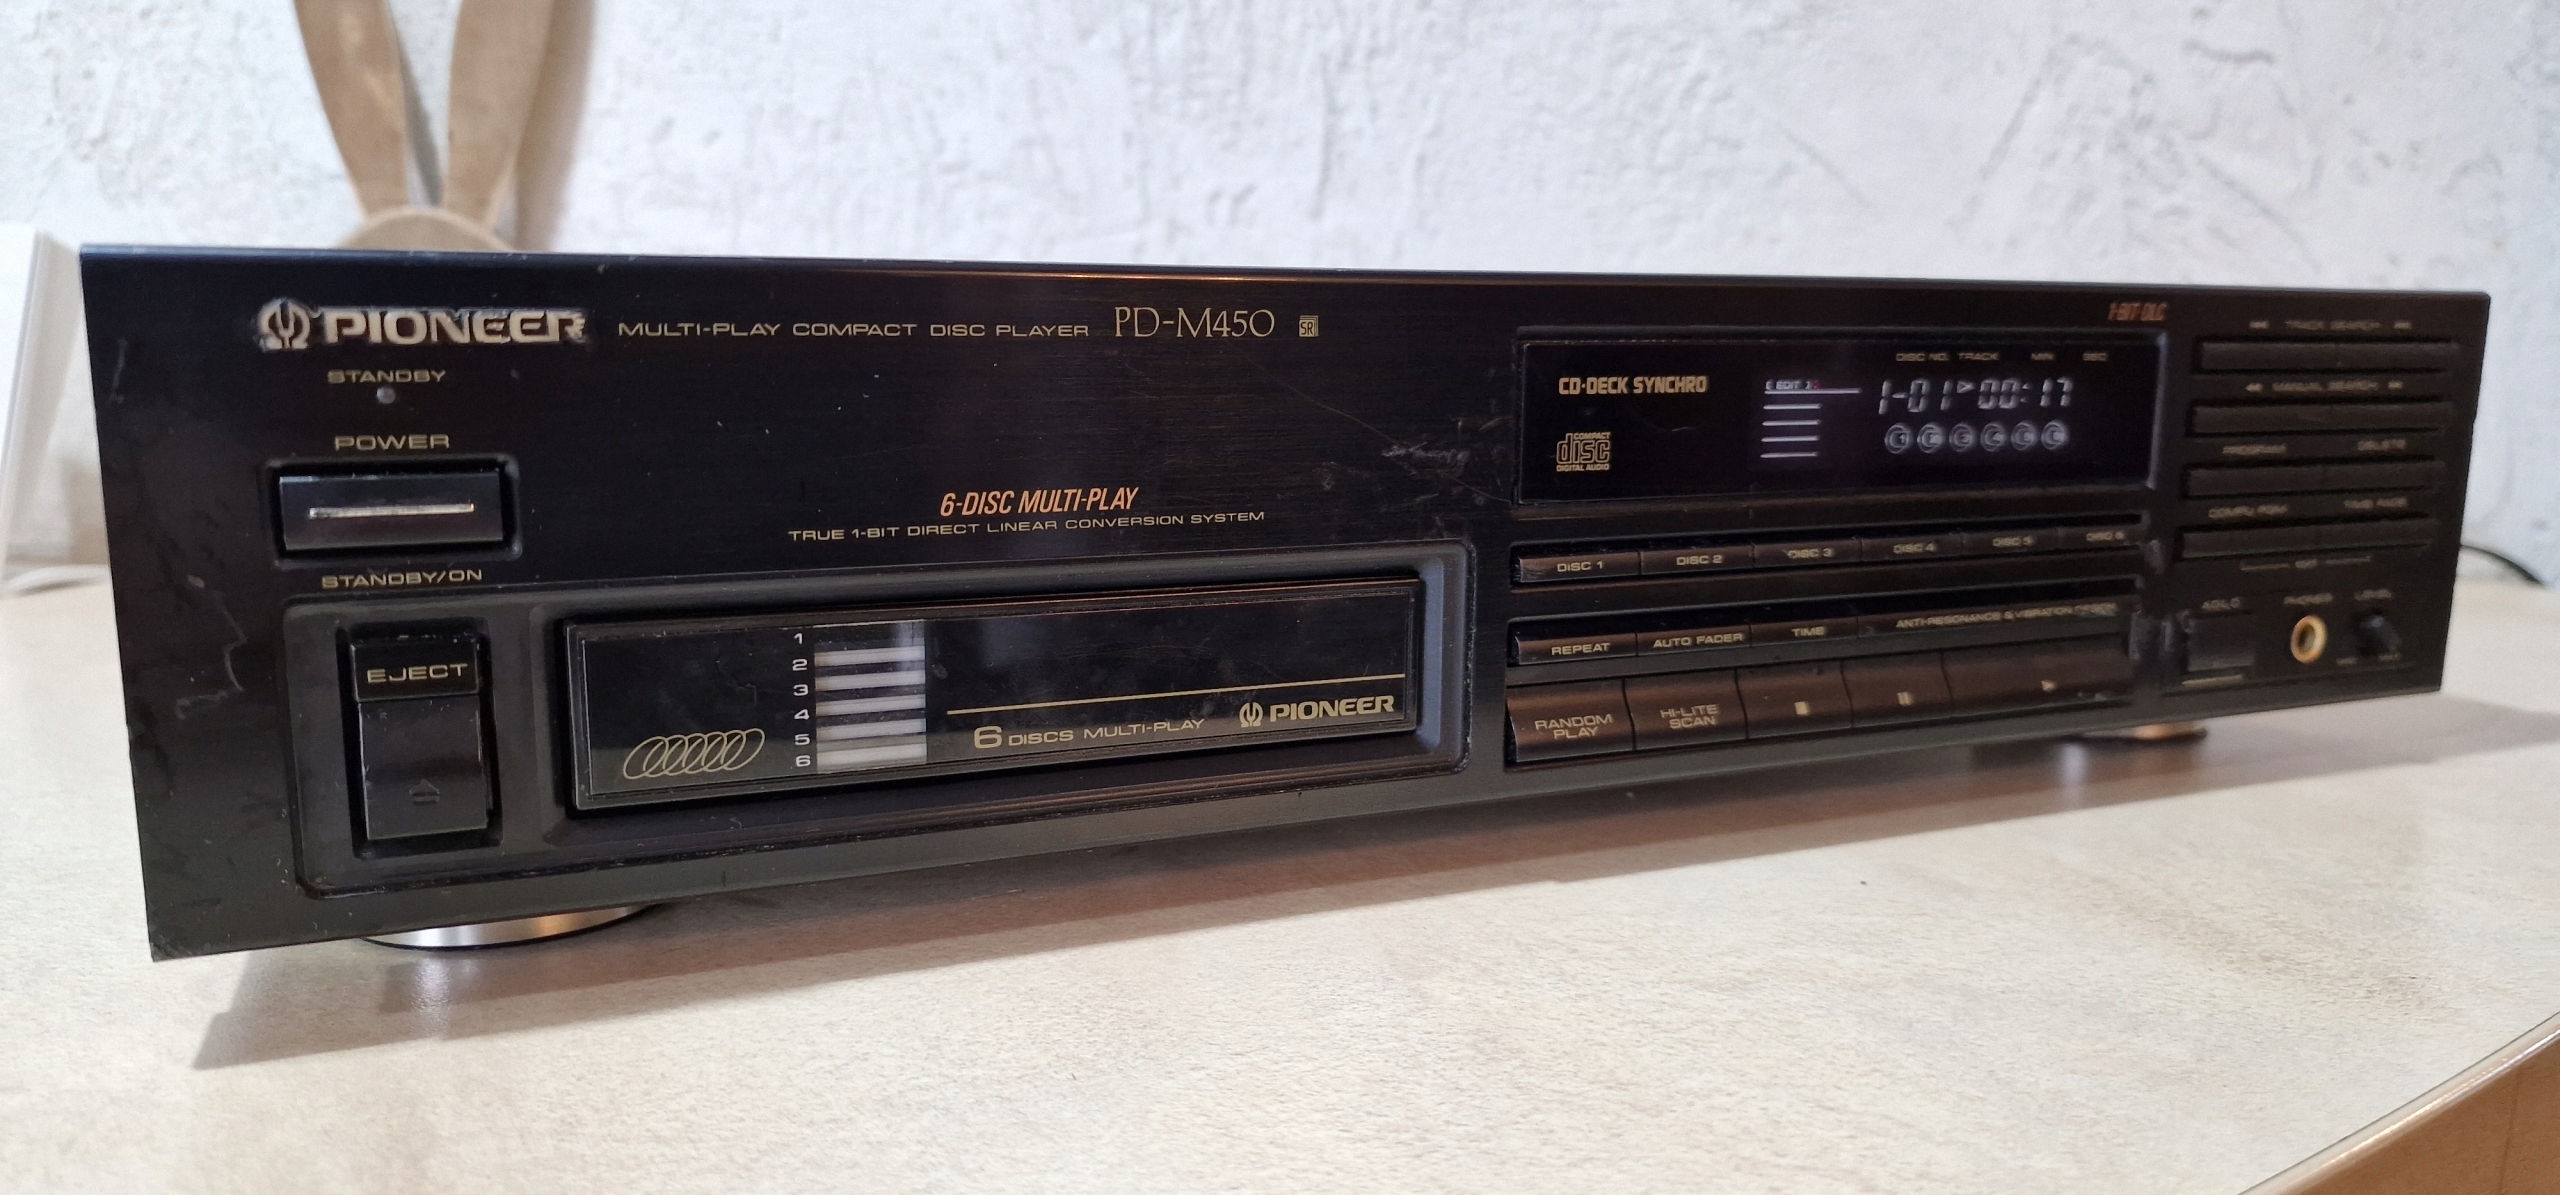 PIONEER MULTI-PLAY COMPACT DISC PLAYER PD-M450 SR
STANDBY
POWER
STANDBY/ON
EJECT
6-DISC MULTI-PLAY
TRUE 1-BIT DIRECT LINEAR CONVERSION SYSTEM
1
2
3
4
5
6
6 DISCS MULTI-PLAY PIONEER
1-BIT DLC
CD·DECK SYNCHRO
COMPACT
disc
DIGITAL AUDIO
EDIT
DISC NO. TRACK MIN SEC
1-01 00:17
DISC 1 DISC 2 DISC 3 DISC 4 DISC 5 DISC 6
REPEAT AUTO FADER TIME ANTI-RESONANCE & VIBRATION
RANDOM PLAY
HI-LITE SCAN
TRACK SEARCH
MANUAL SEARCH
PROGRAM DELETE
TIME FADE
PHONES LEVEL